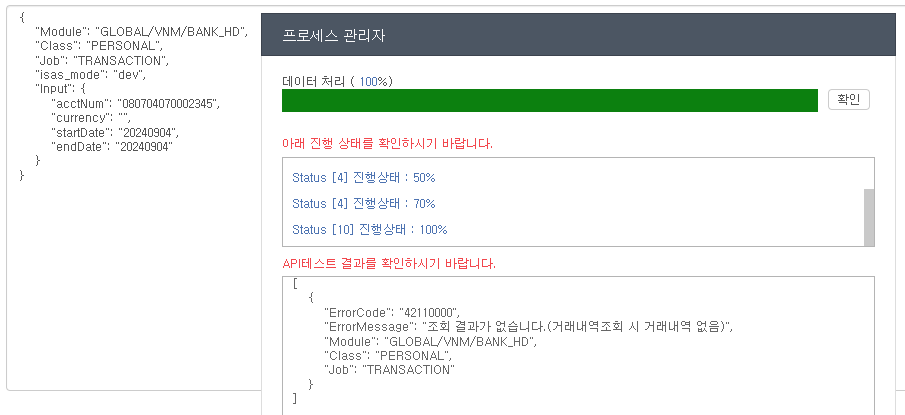 {
"Module": "GLOBAL/VNM/BANK_HD",
"Class": "PERSONAL",
"Job": "TRANSACTION",
"isas_mode": "dev",
"Input": {
"acctNum": "080704070002345",
"currency": "",
"startDate": "20240904",
"endDate": "20240904"
}
}
프로세스 관리자
데이터 처리 ( 100%)
확인
아래 진행 상태를 확인하시기 바랍니다.
Status [4] 진행상태 : 50%
Status [4] 진행상태 : 70%
Status [10] 진행상태 : 100%
API테스트 결과를 확인하시기 바랍니다.
[
{
"ErrorCode": "42110000",
"ErrorMessage": "조회 결과가 없습니다.(거래내역조회 시 거래내역 없음)",
"Module": "GLOBAL/VNM/BANK_HD",
"Class": "PERSONAL",
"Job": "TRANSACTION"
}
]